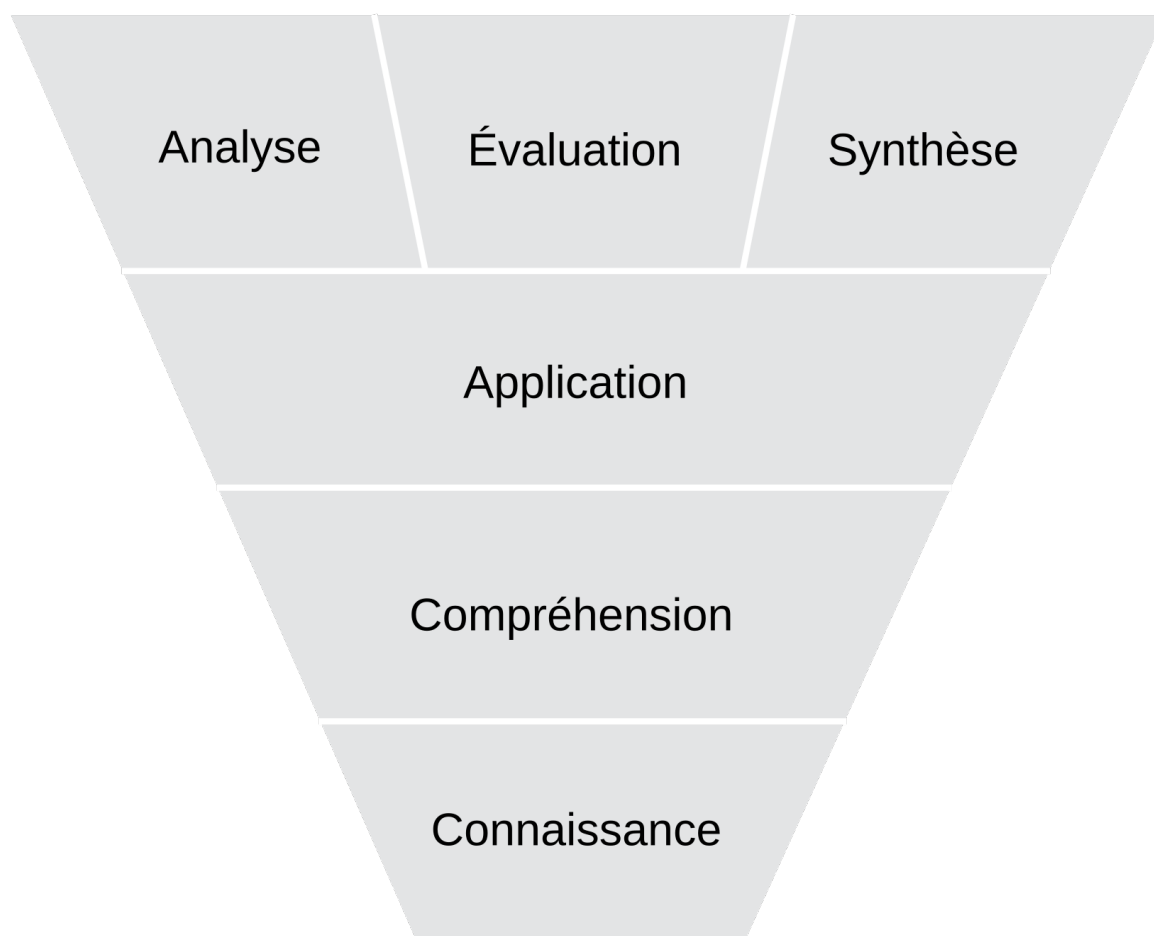 Analyse
Évaluation
Synthèse
Application
Compréhension
Connaissance